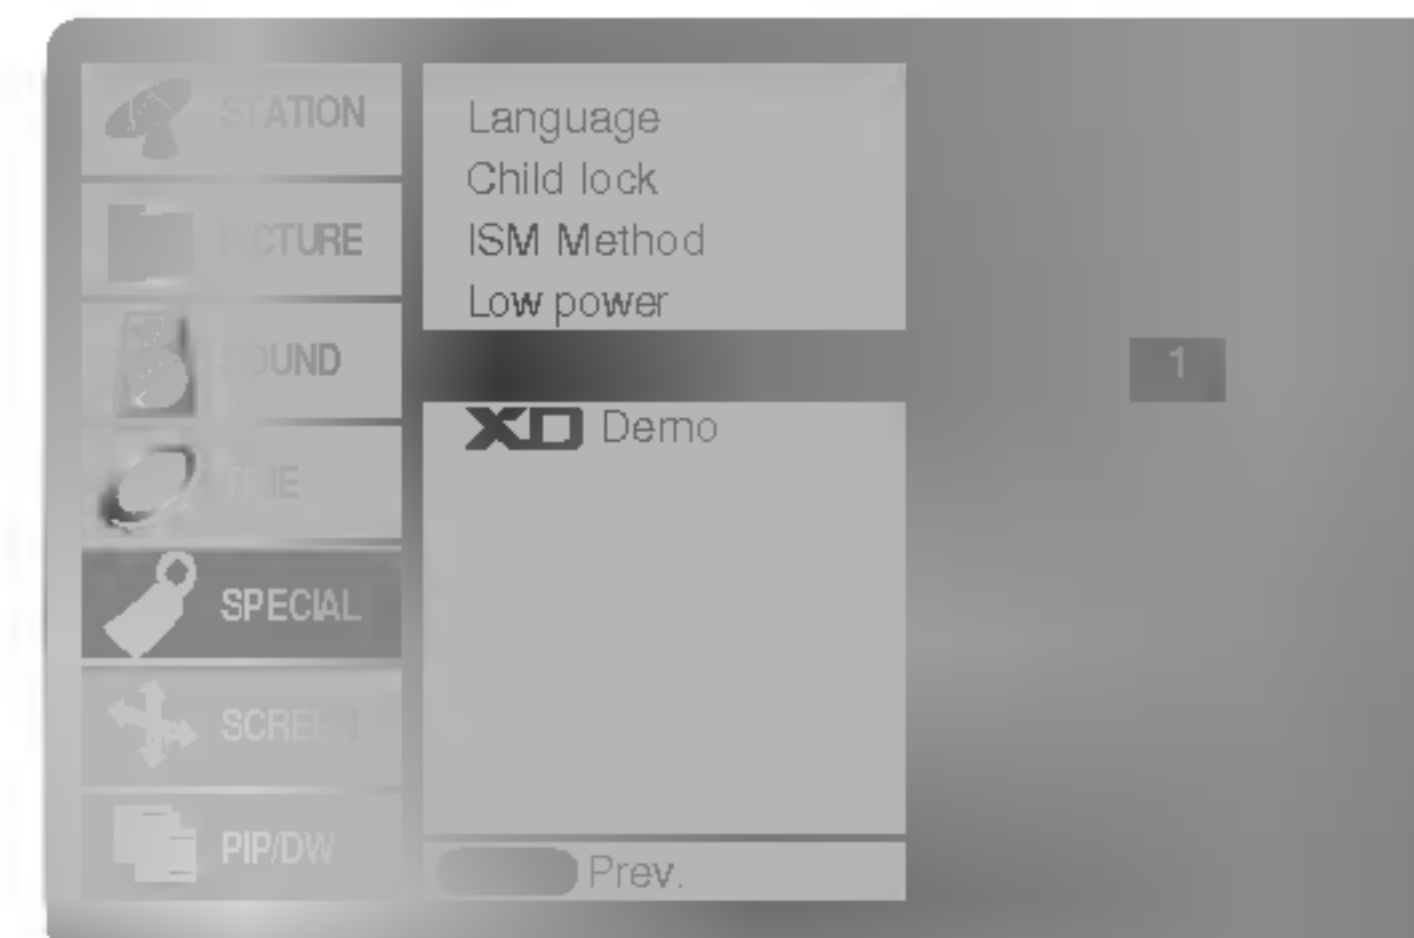 STATION
PICTURE
SOUND
TIME
SPECIAL
SCREEN
PIP/DW
Language
Child lock
ISM Method
Low power
1
XD Demo
Prev.